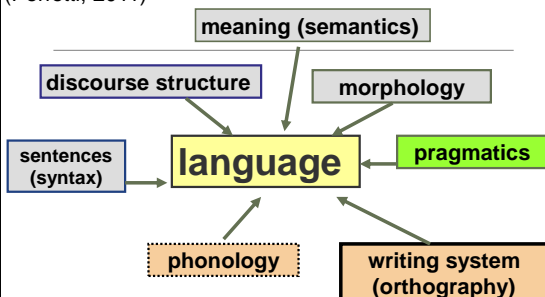 meaning (semantics)
discourse structure
morphology
sentences
(syntax)
language
pragmatics
phonology
writing system
(orthography)